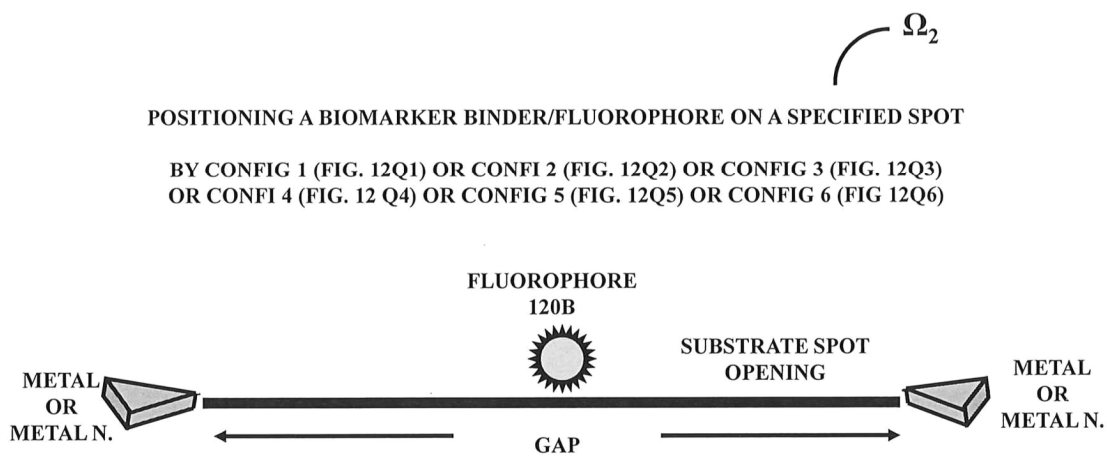 Ω₂
POSITIONING A BIOMARKER BINDER/FLUOROPHORE ON A SPECIFIED SPOT
BY CONFIG 1 (FIG. 12Q1) OR CONFI 2 (FIG. 12Q2) OR CONFIG 3 (FIG. 12Q3)
OR CONFI 4 (FIG. 12 Q4) OR CONFIG 5 (FIG. 12Q5) OR CONFIG 6 (FIG 12Q6)
FLUOROPHORE
120B
SUBSTRATE SPOT
OPENING
METAL
OR
METAL N.
METAL
OR
METAL N.
GAP